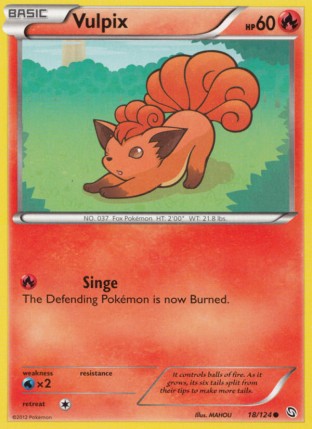 BASIC
Vulpix
HP60
NO. 037 Fox Pokémon HT: 2'00" WT: 21.8 lbs.
Singe
The Defending Pokémon is now Burned.
weakness
resistance
×2
retreat
It controls balls of fire. As it
grows, its six tails split from
their tips to make more tails.
©2012 Pokémon
Illus. MAHOU
18/124